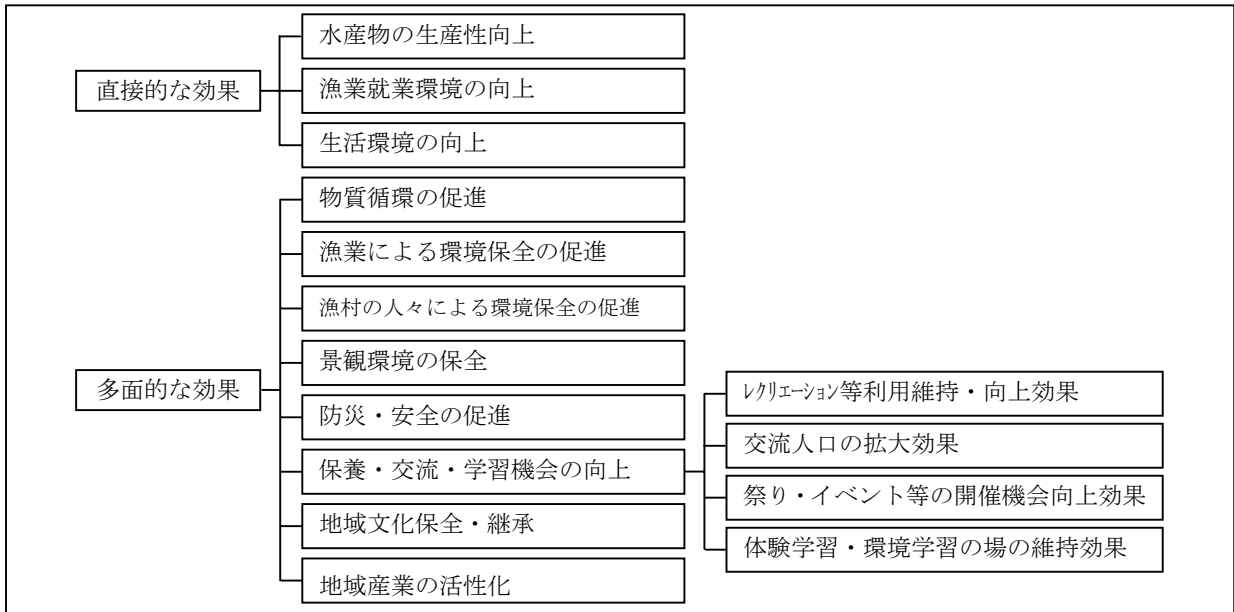 直接的な効果
水産物の生産性向上
漁業就業環境の向上
生活環境の向上
多面的な効果
物質循環の促進
漁業による環境保全の促進
漁村の人々による環境保全の促進
景観環境の保全
防災・安全の促進
保養・交流・学習機会の向上
ﾚｸﾘｴｰｼｮﾝ等利用維持・向上効果
交流人口の拡大効果
祭り・イベント等の開催機会向上効果
体験学習・環境学習の場の維持効果
地域文化保全・継承
地域産業の活性化